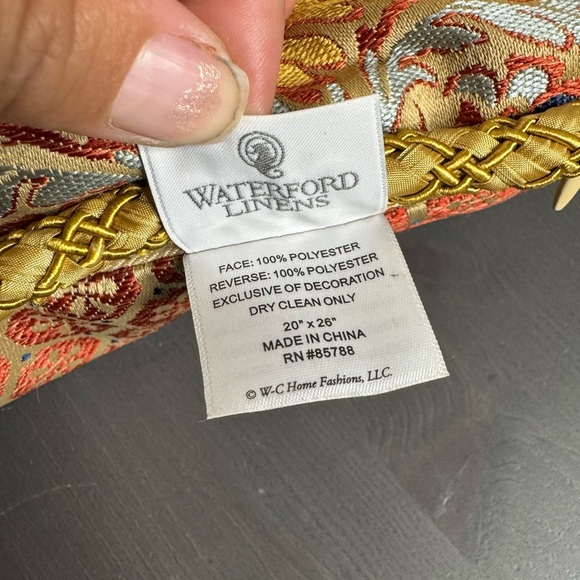 WATERFORD
LINENS
FACE: 100% POLYESTER
REVERSE: 100% POLYESTER
EXCLUSIVE OF DECORATION
DRY CLEAN ONLY
20" x 26"
MADE IN CHINA
RN #85788
© W-C Home Fashions, LLC.